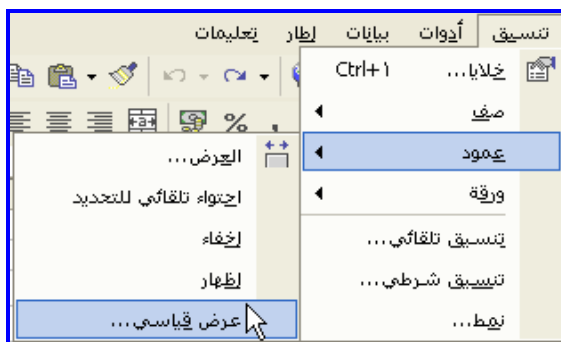 تنسيق أدوات بيانات إطار تعليمات
خلايا... Ctrl+١
صف
عمود
ورقة
تنسيق تلقائي...
تنسيق شرطي...
نمط...
العرض...
احتواء تلقائي للتحديد
إخفاء
إظهار
عرض قياسي...